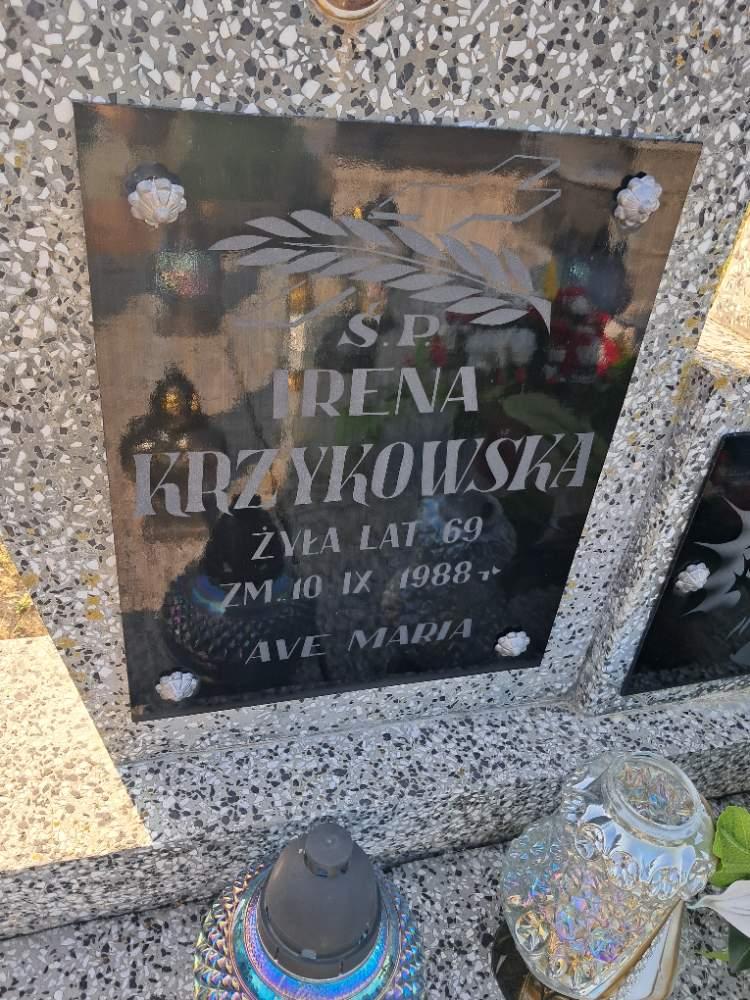 Ś.P.
IRENA
KRZYKOWSKA
ŻYŁA LAT 69
ZM. 10 IX 1988 r.
AVE MARIA